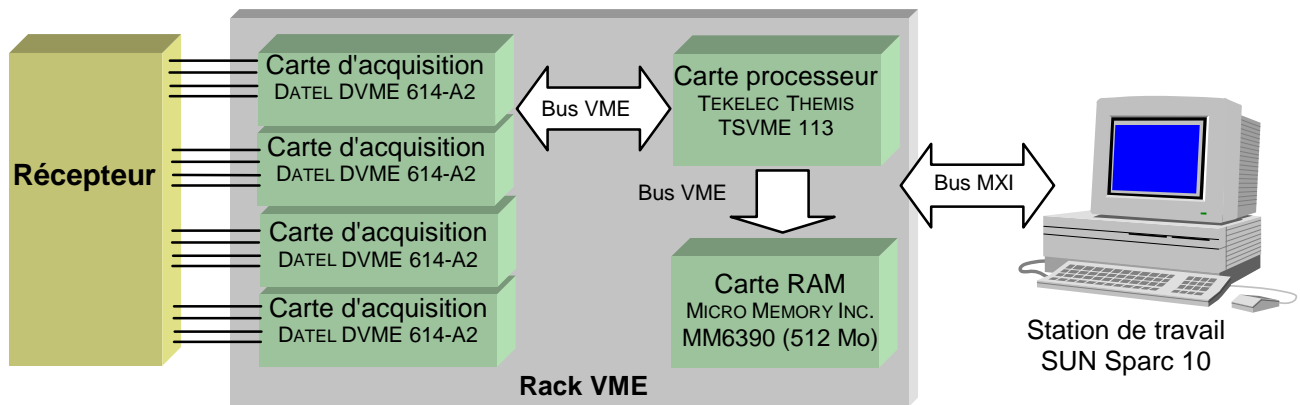 Récepteur
Carte d'acquisition
DATEL DVME 614-A2
Carte d'acquisition
DATEL DVME 614-A2
Carte d'acquisition
DATEL DVME 614-A2
Carte d'acquisition
DATEL DVME 614-A2
Bus VME
Carte processeur
TEKELEC THEMIS
TSVME 113
Bus VME
Carte RAM
MICRO MEMORY INC.
MM6390 (512 Mo)
Rack VME
Bus MXI
Station de travail
SUN Sparc 10